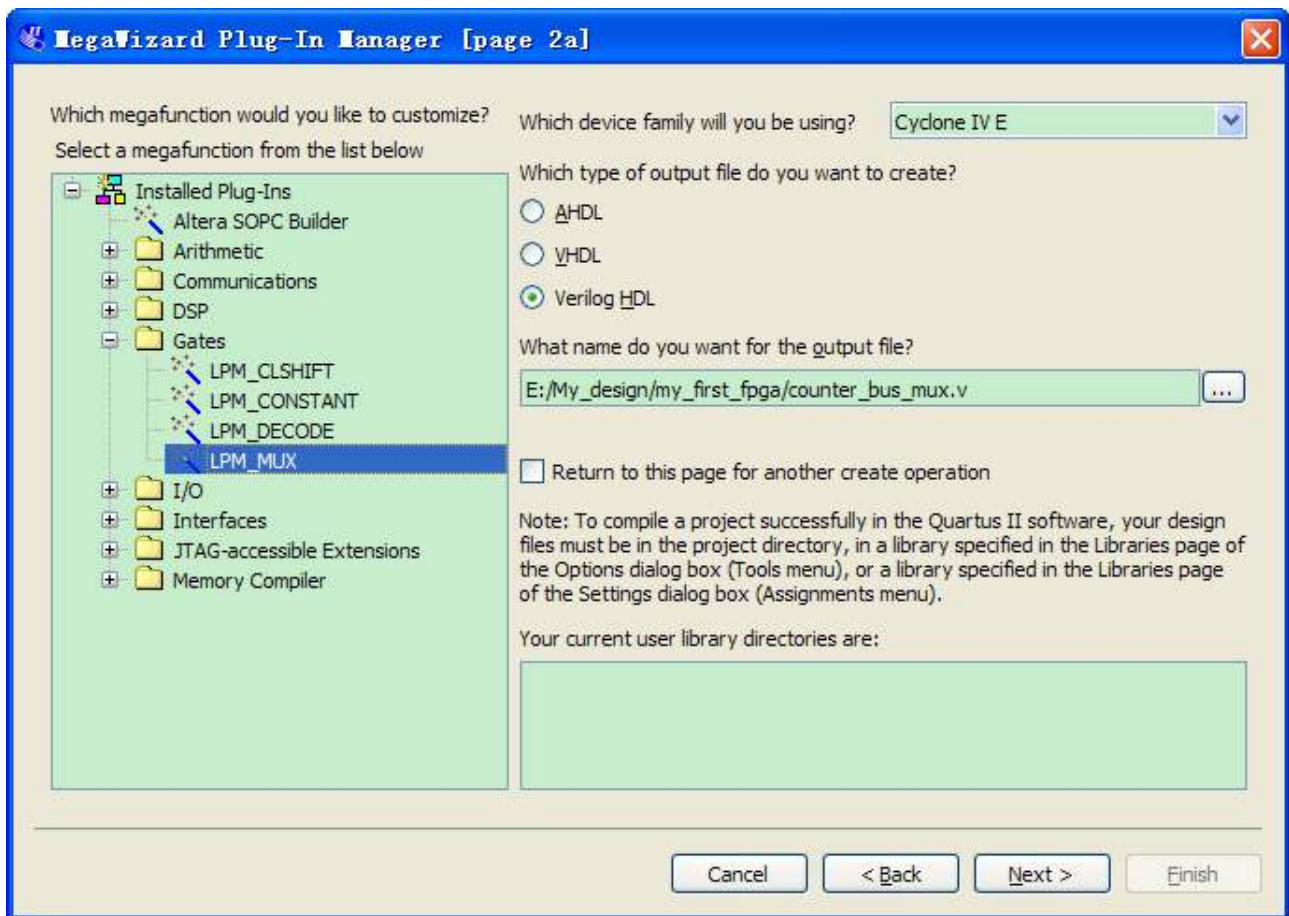 MegaWizard Plug-In Manager [page 2a]
Which megafunction would you like to customize?
Select a megafunction from the list below
Installed Plug-Ins
Altera SOPC Builder
Arithmetic
Communications
DSP
Gates
LPM_CLSHIFT
LPM_CONSTANT
LPM_DECODE
LPM_MUX
I/O
Interfaces
JTAG-accessible Extensions
Memory Compiler
Which device family will you be using?
Cyclone IV E
Which type of output file do you want to create?
AHDL
VHDL
Verilog HDL
What name do you want for the output file?
E:/My_design/my_first_fpga/counter_bus_mux.v
...
Return to this page for another create operation
Note: To compile a project successfully in the Quartus II software, your design
files must be in the project directory, in a library specified in the Libraries page of
the Options dialog box (Tools menu), or a library specified in the Libraries page
of the Settings dialog box (Assignments menu).
Your current user library directories are:
Cancel
< Back
Next >
Finish